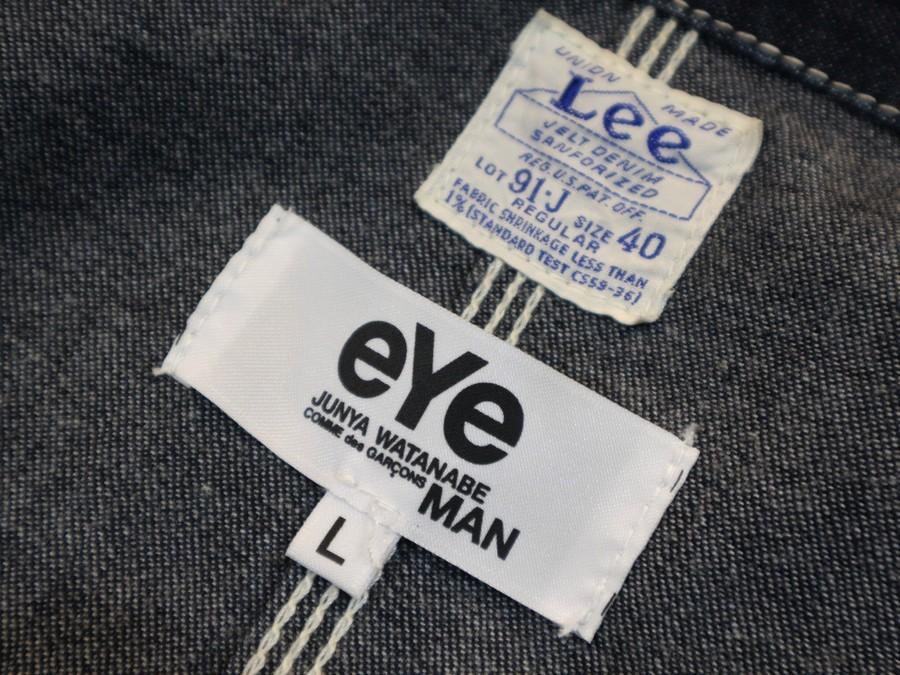 UNION MADE
Lee
JELT DENIM
SANFORIZED
REG. U.S. PAT. OFF.
LOT 91-J SIZE 40
REGULAR
FABRIC SHRINKAGE LESS THAN
1% (STANDARD TEST CS59-36)
eYe
JUNYA WATANABE
COMME des GARÇONS
MAN
L